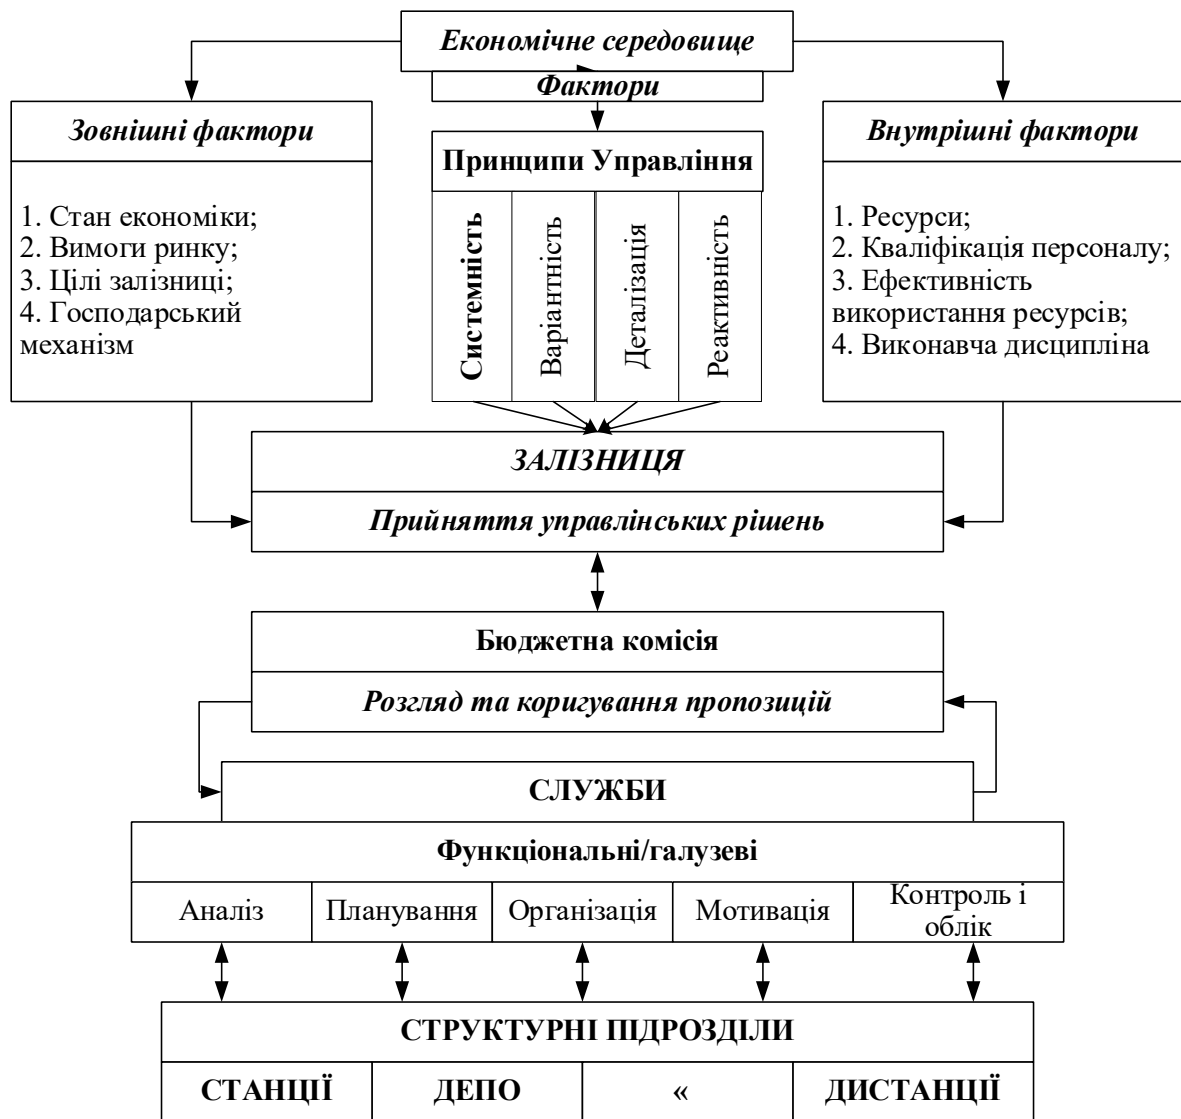 Економічне середовище
Фактори
Зовнішні фактори
1. Стан економіки;
2. Вимоги ринку;
3. Цілі залізниці;
4. Господарський
механізм
Принципи Управління
Системність
Варіантність
Деталізація
Реактивність
Внутрішні фактори
1. Ресурси;
2. Кваліфікація персоналу;
3. Ефективність
використання ресурсів;
4. Виконавча дисципліна
ЗАЛІЗНИЦЯ
Прийняття управлінських рішень
Бюджетна комісія
Розгляд та коригування пропозицій
СЛУЖБИ
Функціональні/галузеві
Аналіз
Планування
Організація
Мотивація
Контроль і
облік
СТРУКТУРНІ ПІДРОЗДІЛИ
СТАНЦІЇ
ДЕПО
«
ДИСТАНЦІЇ